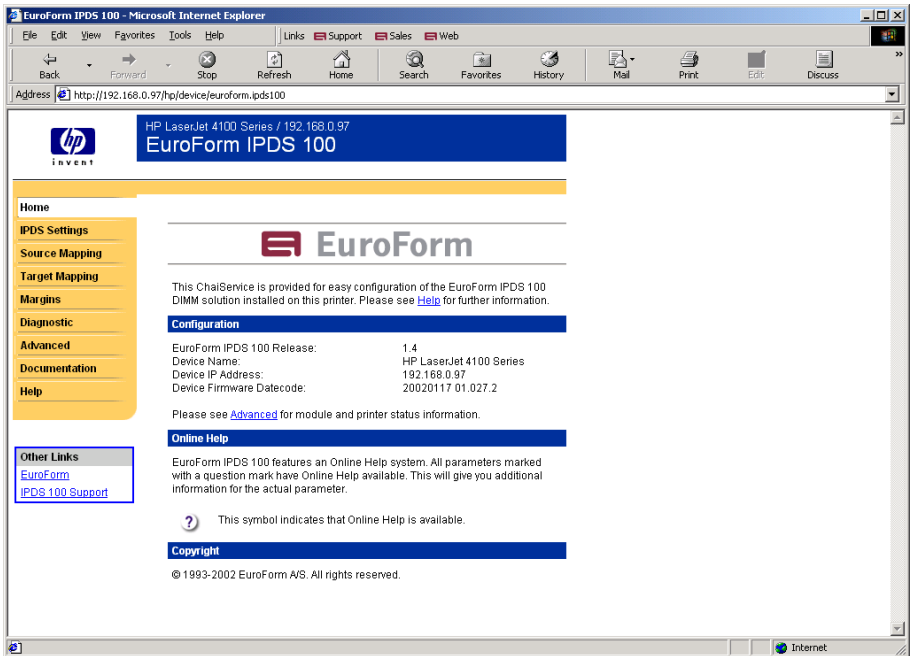 EuroForm IPDS 100 - Microsoft Internet Explorer
File Edit View Favorites Tools Help Links Support Sales Web
Back Forward Stop Refresh Home Search Favorites History Mail Print Edit Discuss
Address http://192.168.0.97/hp/device/euroform.ipds100
hp
invent
HP LaserJet 4100 Series / 192.168.0.97
EuroForm IPDS 100
Home
IPDS Settings
Source Mapping
Target Mapping
Margins
Diagnostic
Advanced
Documentation
Help
Other Links
EuroForm
IPDS 100 Support
EuroForm
This ChaiService is provided for easy configuration of the EuroForm IPDS 100
DIMM solution installed on this printer. Please see Help for further information.
Configuration
EuroForm IPDS 100 Release: 1.4
Device Name: HP LaserJet 4100 Series
Device IP Address: 192.168.0.97
Device Firmware Datecode: 20020117 01.027.2
Please see Advanced for module and printer status information.
Online Help
EuroForm IPDS 100 features an Online Help system. All parameters marked
with a question mark have Online Help available. This will give you additional
information for the actual parameter.
? This symbol indicates that Online Help is available.
Copyright
© 1993-2002 EuroForm A/S. All rights reserved.
Internet